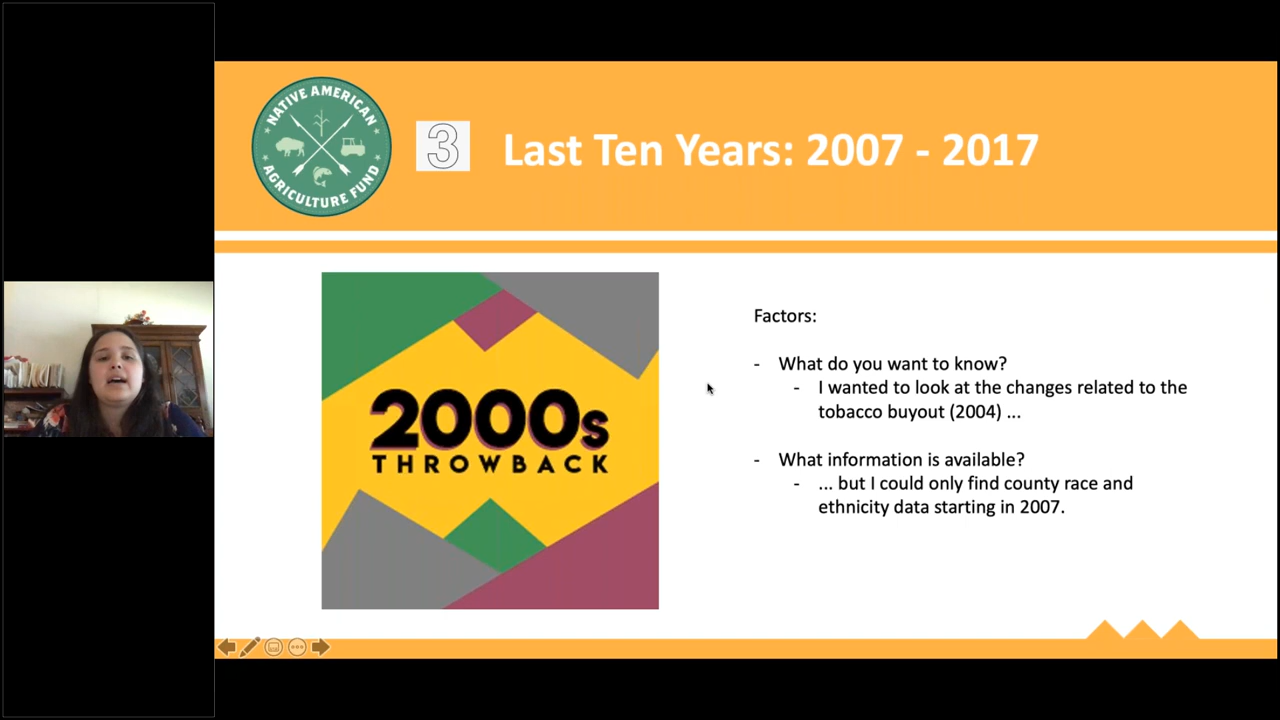 NATIVE AMERICAN
AGRICULTURE FUND
3
Last Ten Years: 2007 - 2017
2000s
THROWBACK
Factors:
- What do you want to know?
- I wanted to look at the changes related to the
tobacco buyout (2004) ...
- What information is available?
- ... but I could only find county race and
ethnicity data starting in 2007.